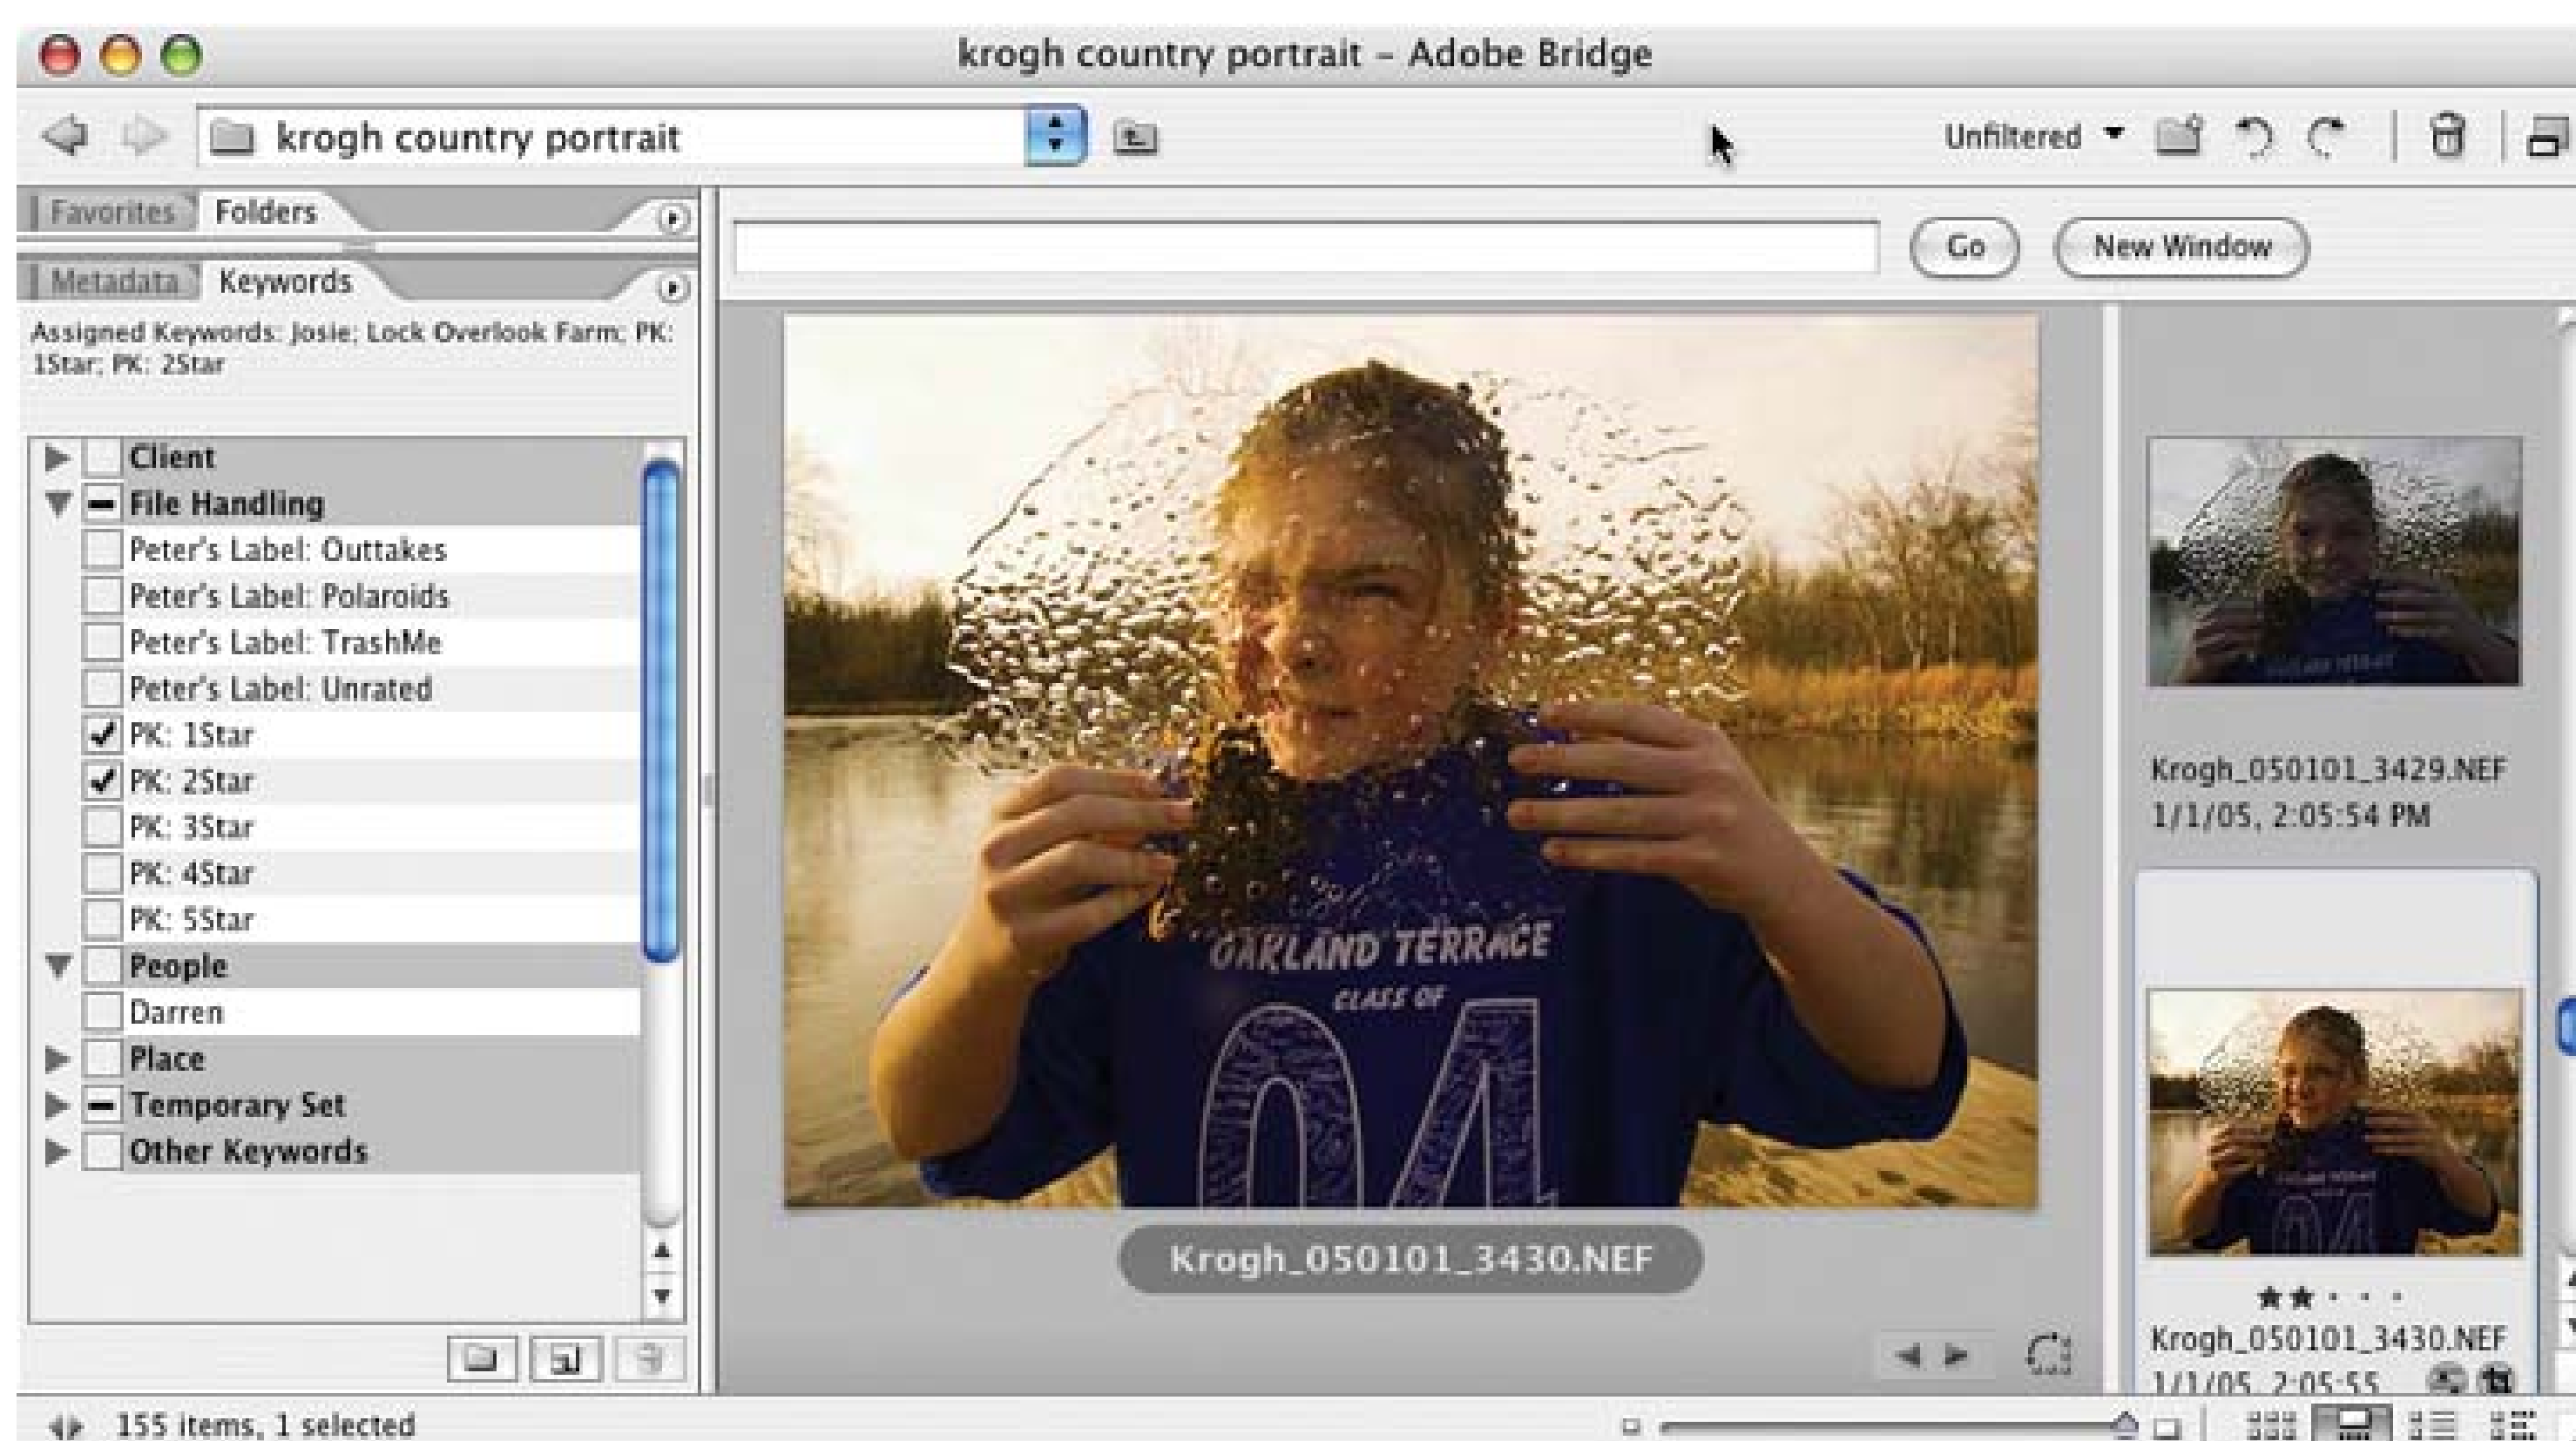 krogh country portrait – Adobe Bridge
krogh country portrait
Unfiltered
Favorites
Folders
Go
New Window
Metadata
Keywords
Assigned Keywords: Josie; Lock Overlook Farm; PK:
1Star; PK: 2Star
Client
File Handling
Peter's Label: Outtakes
Peter's Label: Polaroids
Peter's Label: TrashMe
Peter's Label: Unrated
PK: 1Star
PK: 2Star
PK: 3Star
PK: 4Star
PK: 5Star
People
Darren
Place
Temporary Set
Other Keywords
OAKLAND TERRACE
CLASS OF
04
Krogh_050101_3430.NEF
Krogh_050101_3429.NEF
1/1/05, 2:05:54 PM
Krogh_050101_3430.NEF
1/1/05, 2:05:55
155 items, 1 selected